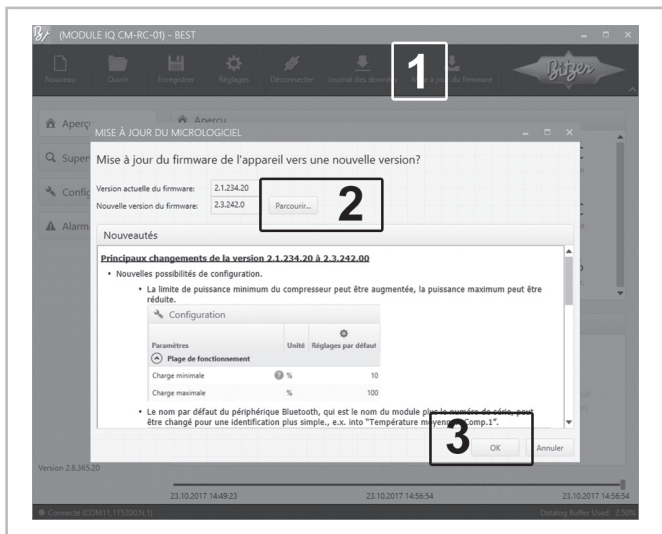 (MODULE IQ CM-RC-01) - BEST
Nouveau
Ouvrir
Enregistrer
Réglages
Déconnecter
Journal des données
Mise à jour du firmware
Bitzer
1
Aperçu
Aperçu
Config
Alarm
MISE À JOUR DU MICROLOGICIEL
Mise à jour du firmware de l'appareil vers une nouvelle version?
Version actuelle du firmware: 2.1.234.20
Nouvelle version du firmware: 2.3.242.0 Parcourir...
2
Nouveautés
Principaux changements de la version 2.1.234.20 à 2.3.242.00
• Nouvelles possibilités de configuration.
• La limite de puissance minimum du compresseur peut être augmentée, la puissance maximum peut être
réduite.
Configuration
Paramètres Unité Réglages par défaut
Plage de fonctionnement
Charge minimale ? % 10
Charge maximale % 100
• Le nom par défaut du périphérique Bluetooth, qui est le nom du module plus le numéro de série, peut
être changé pour une identification plus simple., e.x. into "Température moyenne Comp.1".
3
OK
Annuler
Version 2.8.365.20
23.10.2017 14:49:23
23.10.2017 14:56:54
23.10.2017 14:56:54
Connecté (COM11,115200,N,1)
Datalog Buffer Used 2.50%